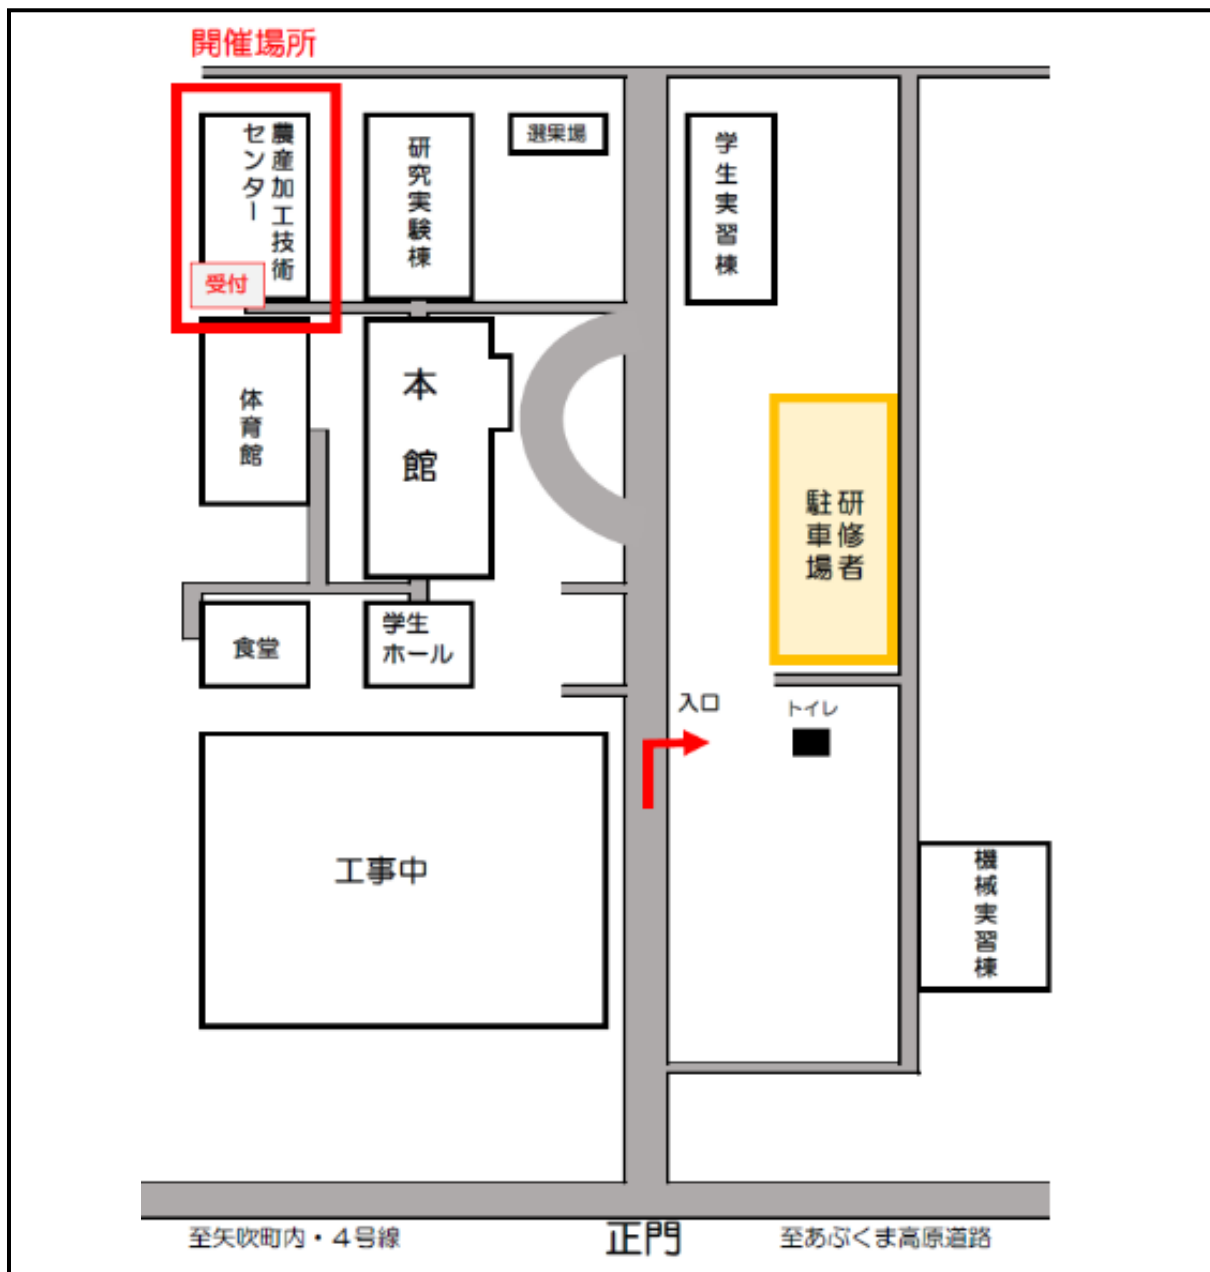 開催場所
農産加工技術
センター
受付
研究実験棟
選果場
学生実習棟
体育館
本館
研修者
駐車場
食堂
学生
ホール
入口
トイレ
工事中
機械実習棟
至矢吹町内・4号線
正門
至あぶくま高原道路